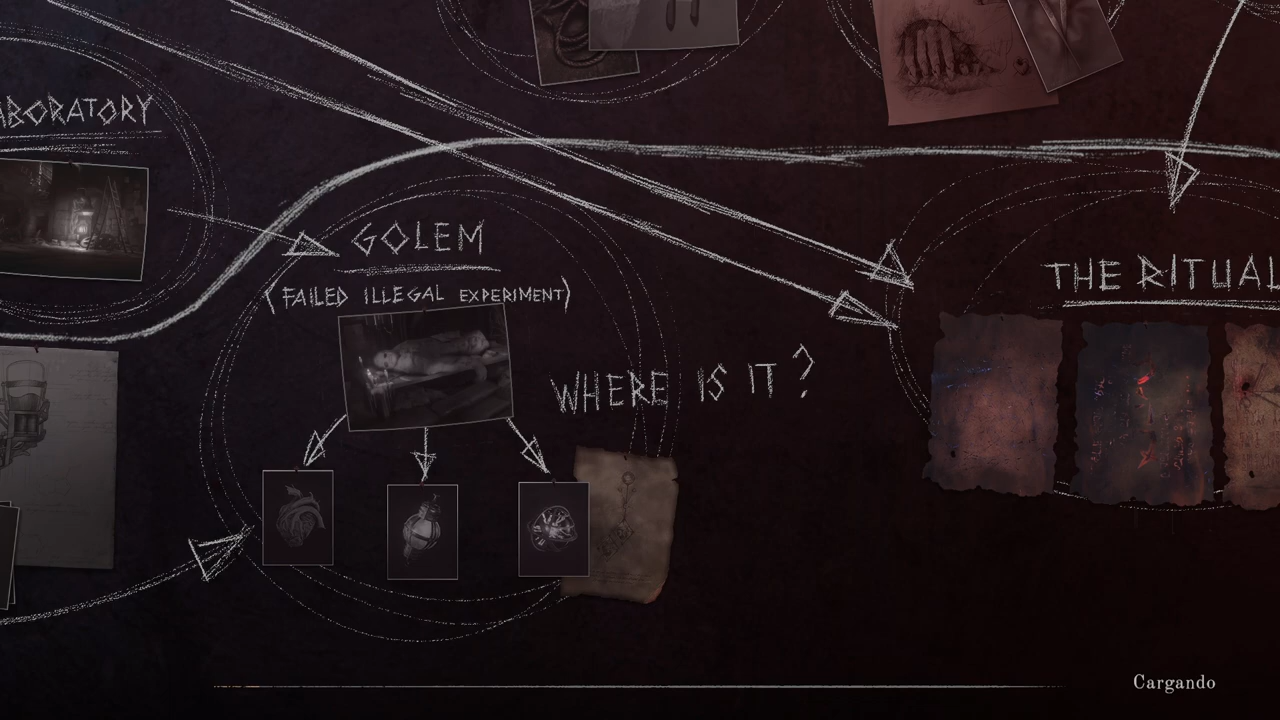 ABORATORY
GOLEM
(FAILED ILLEGAL EXPERIMENT)
WHERE IS IT?
THE RITUAL
Cargando